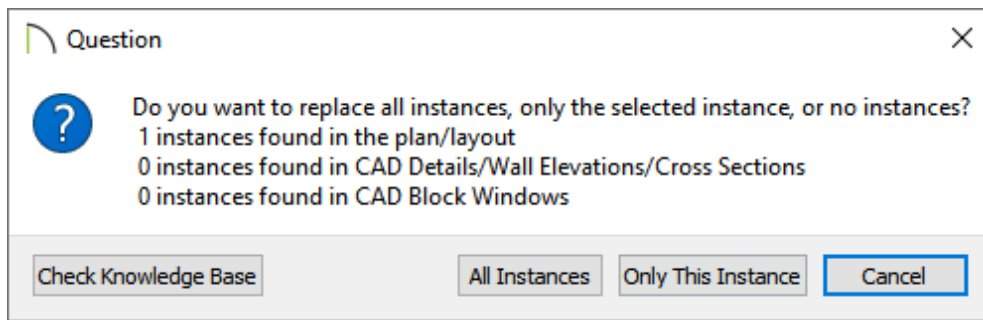 Question
Do you want to replace all instances, only the selected instance, or no instances?
1 instances found in the plan/layout
0 instances found in CAD Details/Wall Elevations/Cross Sections
0 instances found in CAD Block Windows
Check Knowledge Base All Instances Only This Instance Cancel